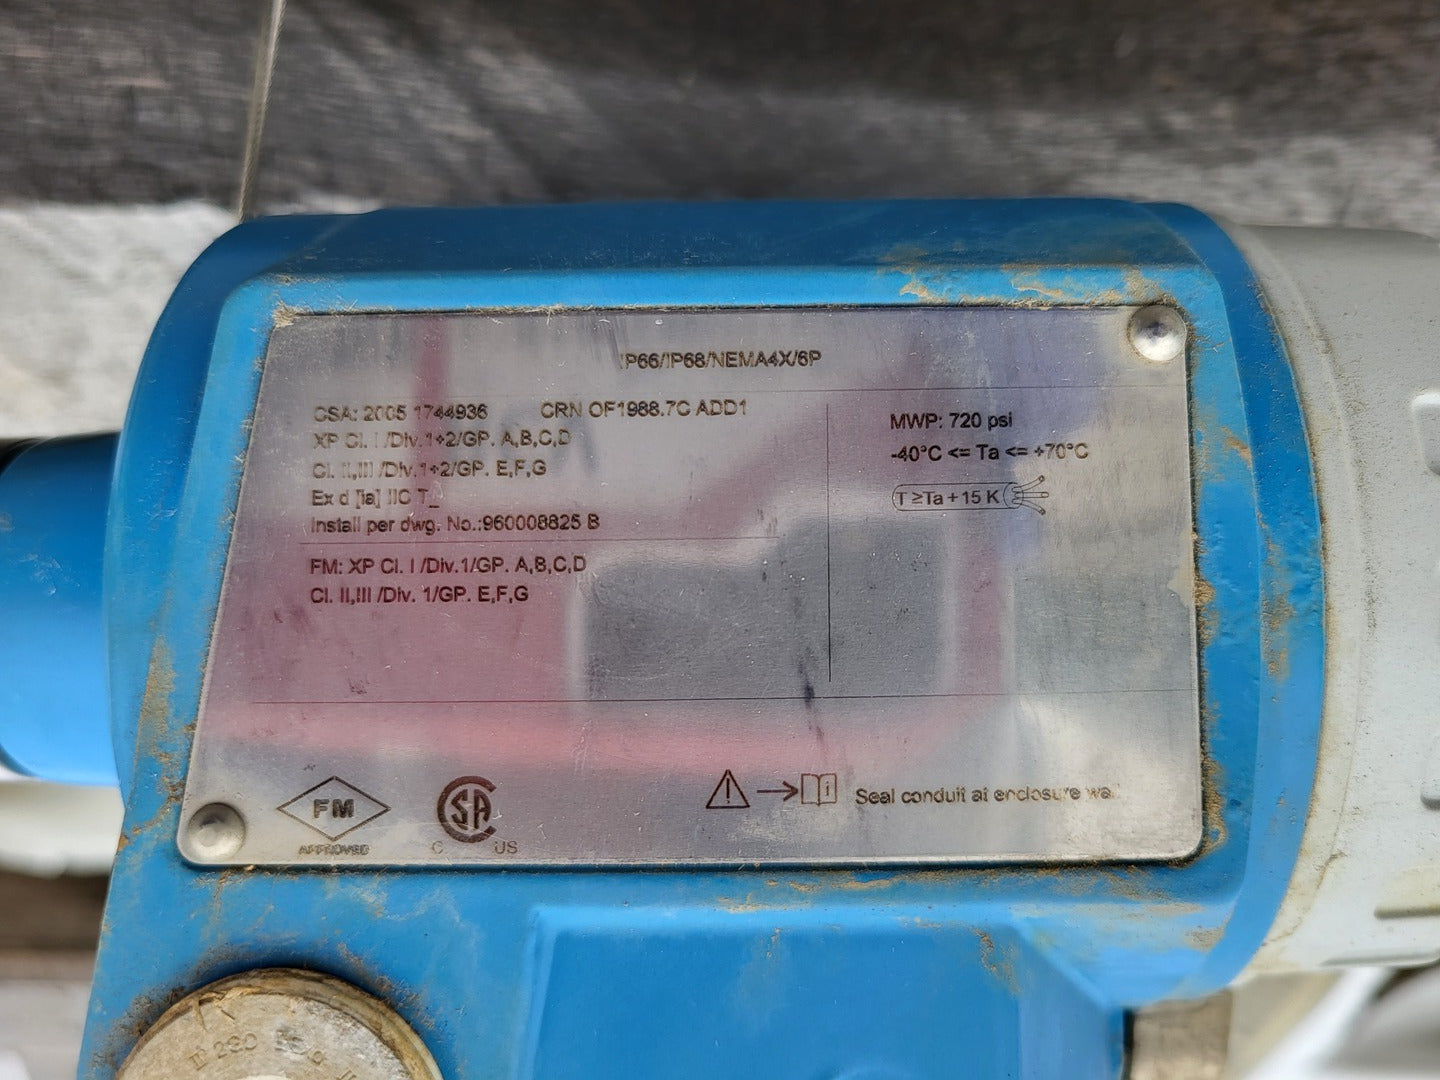 IP66/IP68/NEMA4X/6P
CSA: 2005 1744936 CRN OF1988.7C ADD1
XP Cl. I /Div.1+2/GP. A,B,C,D
Cl. II,III /Div.1+2/GP. E,F,G
Ex d [ia] IIC T_
Install per dwg. No.:960008825 B
FM: XP Cl. I /Div.1/GP. A,B,C,D
Cl. II,III /Div. 1/GP. E,F,G
MWP: 720 psi
-40°C <= Ta <= +70°C
T ≥Ta + 15 K
FM
APPROVED
SA
C US
Seal conduit at enclosure wall